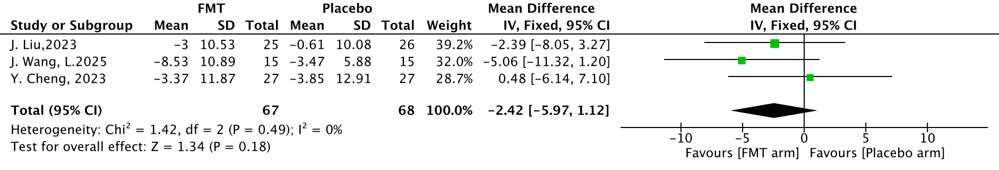 FMT Placebo Mean Difference Mean Difference
Study or Subgroup Mean SD Total Mean SD Total Weight IV, Fixed, 95% CI IV, Fixed, 95% CI
J. Liu,2023 −3 10.53 25 −0.61 10.08 26 39.2% −2.39 [−8.05, 3.27]
J. Wang, L.2025 −8.53 10.89 15 −3.47 5.88 15 32.0% −5.06 [−11.32, 1.20]
Y. Cheng, 2023 −3.37 11.87 27 −3.85 12.91 27 28.7% 0.48 [−6.14, 7.10]
Total (95% CI) 67 68 100.0% −2.42 [−5.97, 1.12]
Heterogeneity: Chi² = 1.42, df = 2 (P = 0.49); I² = 0%
Test for overall effect: Z = 1.34 (P = 0.18)
−10 −5 0 5 10
Favours [FMT arm] Favours [Placebo arm]